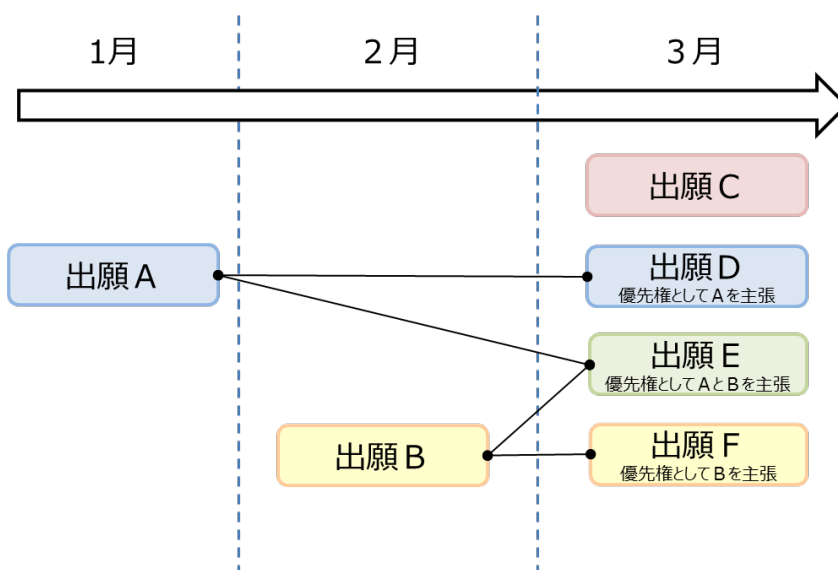 1月
２月
３月
出願Ｃ
出願Ａ
出願Ｄ
優先権としてＡを主張
出願Ｅ
優先権としてＡとＢを主張
出願Ｂ
出願Ｆ
優先権としてＢを主張